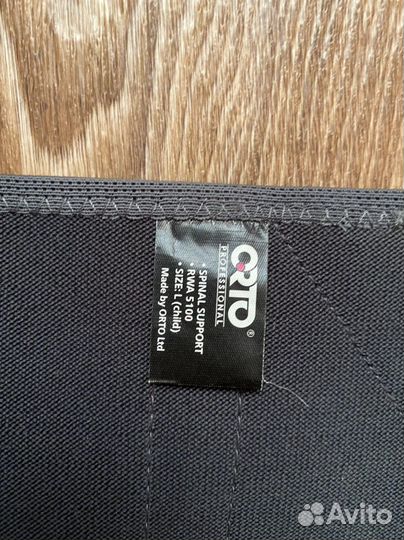 ORTO®
PROFESSIONAL
• SPINAL SUPPORT
• RWA 5100
• SIZE: L (child)
Made by ORTO Ltd
Avito